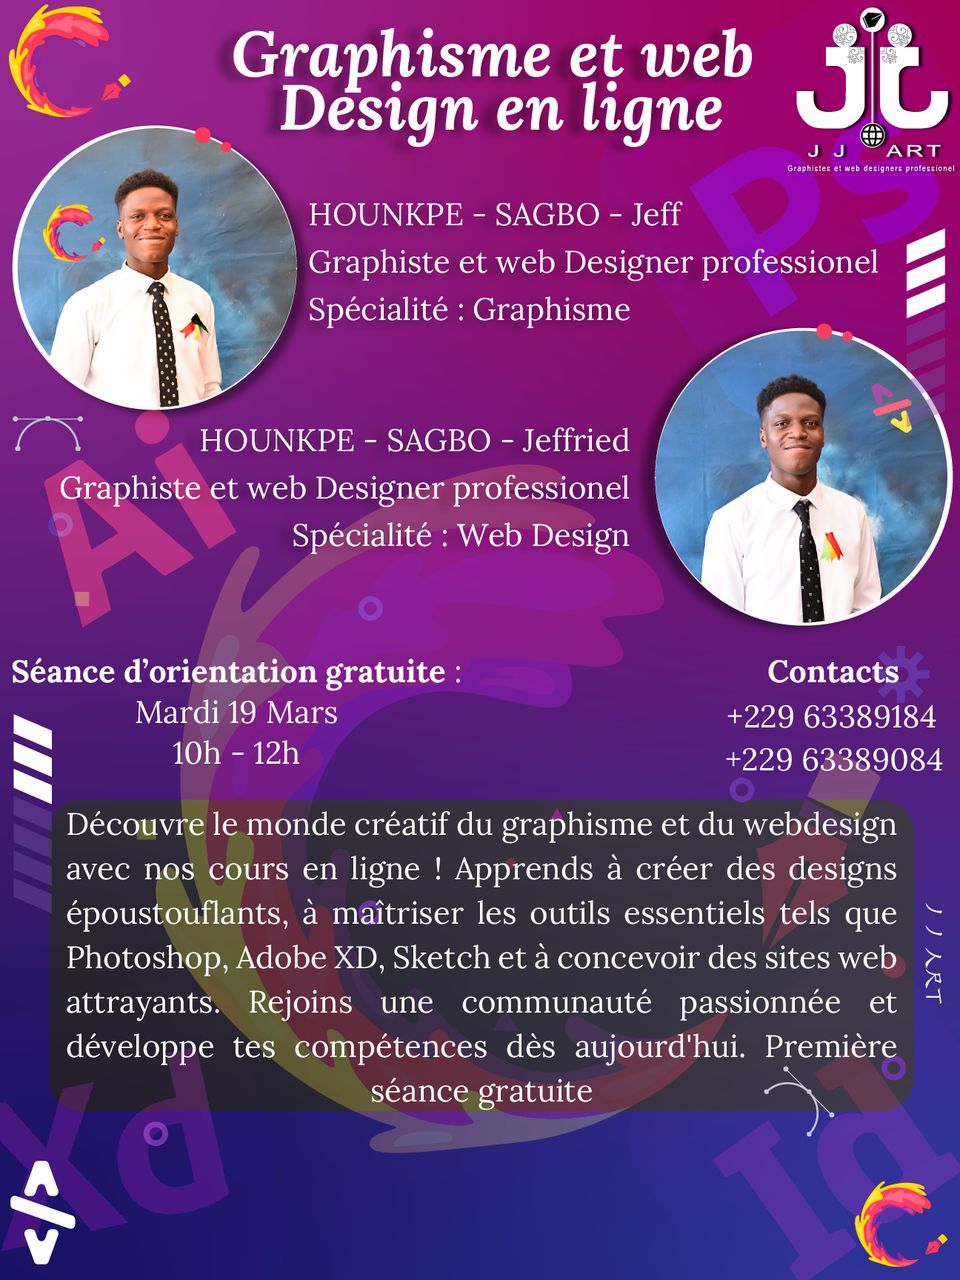 Graphisme et web
Design en ligne
JJ
J J ART
Graphistes et web designers professionel
Ps
HOUNKPE - SAGBO - Jeff
Graphiste et web Designer professionel
Spécialité : Graphisme
Ai
HOUNKPE - SAGBO - Jeffried
Graphiste et web Designer professionel
Spécialité : Web Design
Séance d’orientation gratuite :
Mardi 19 Mars
10h - 12h
Contacts
+229 63389184
+229 63389084
Découvre le monde créatif du graphisme et du webdesign
avec nos cours en ligne ! Apprends à créer des designs
époustouflants, à maîtriser les outils essentiels tels que
Photoshop, Adobe XD, Sketch et à concevoir des sites web
attrayants. Rejoins une communauté passionnée et
développe tes compétences dès aujourd'hui. Première
séance gratuite
J J ART
Xd
Id